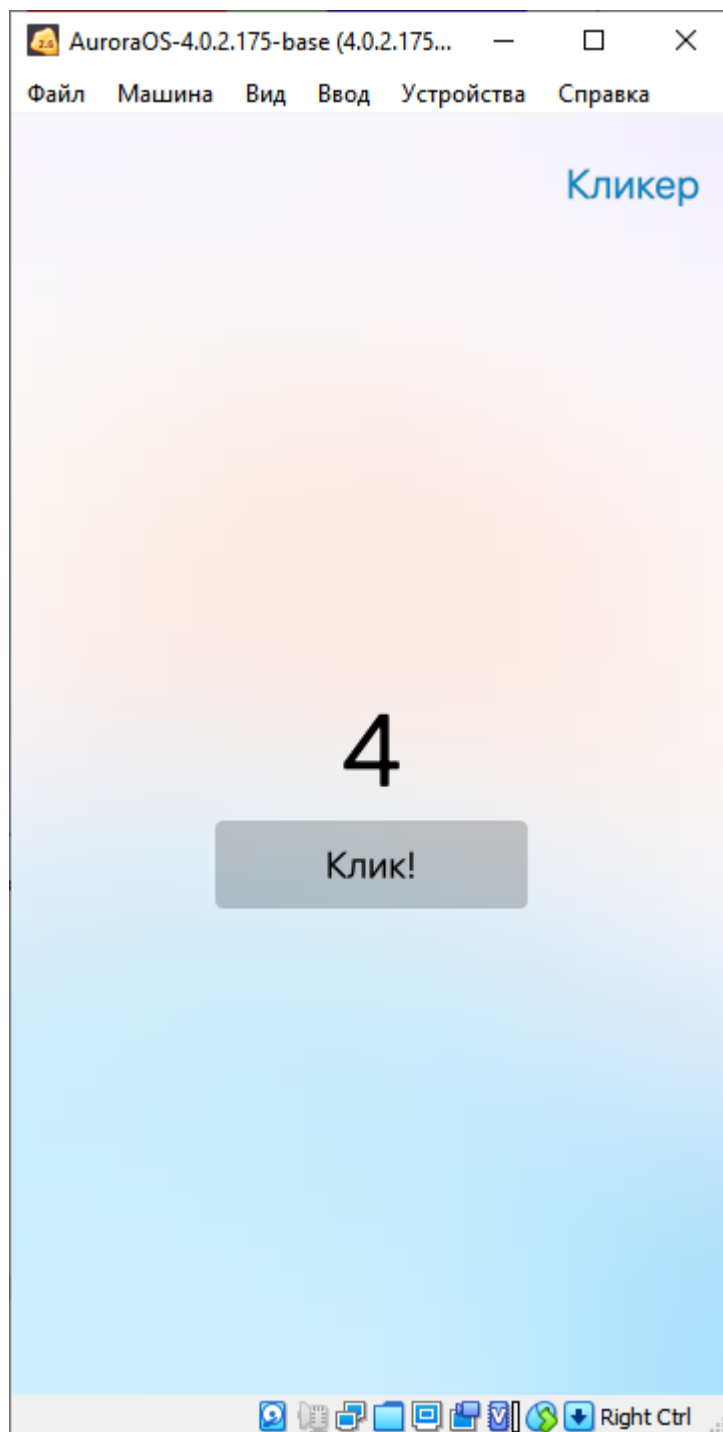 AuroraOS-4.0.2.175-base (4.0.2.175...
Файл Машина Вид Ввод Устройства Справка
Кликер
4
Клик!
Right Ctrl